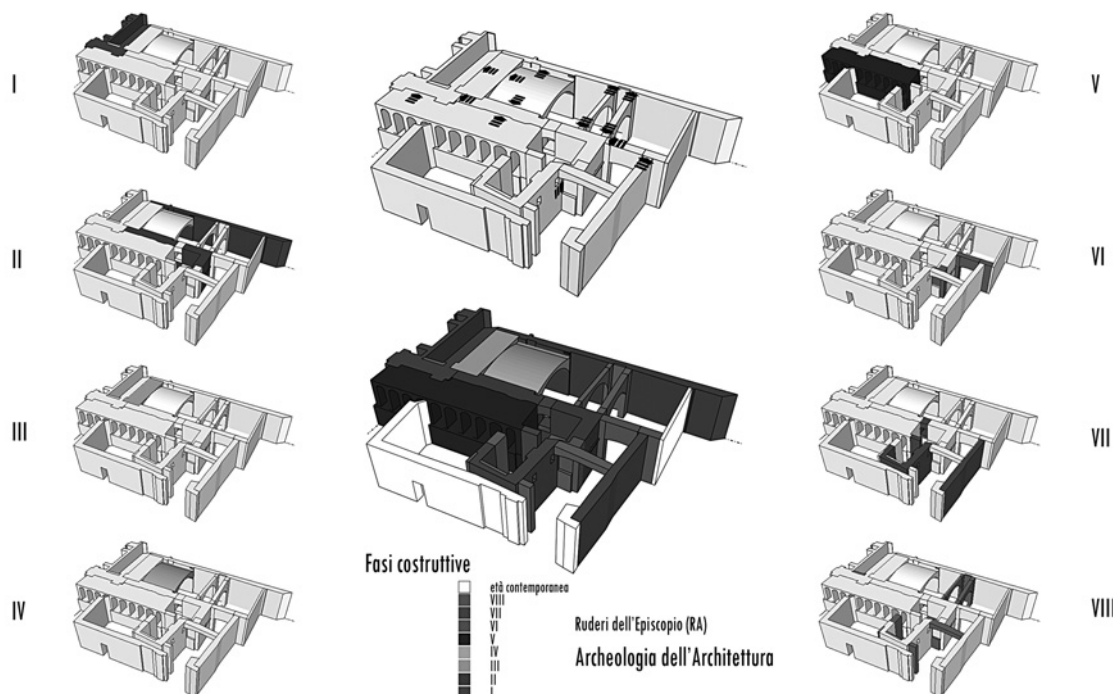 I
II
III
IV
V
VI
VII
VIII
Fasi costruttive
età contemporanea
VIII
VII
VI
V
IV
III
II
I
Ruderi dell'Episcopio (RA)
Archeologia dell'Architettura